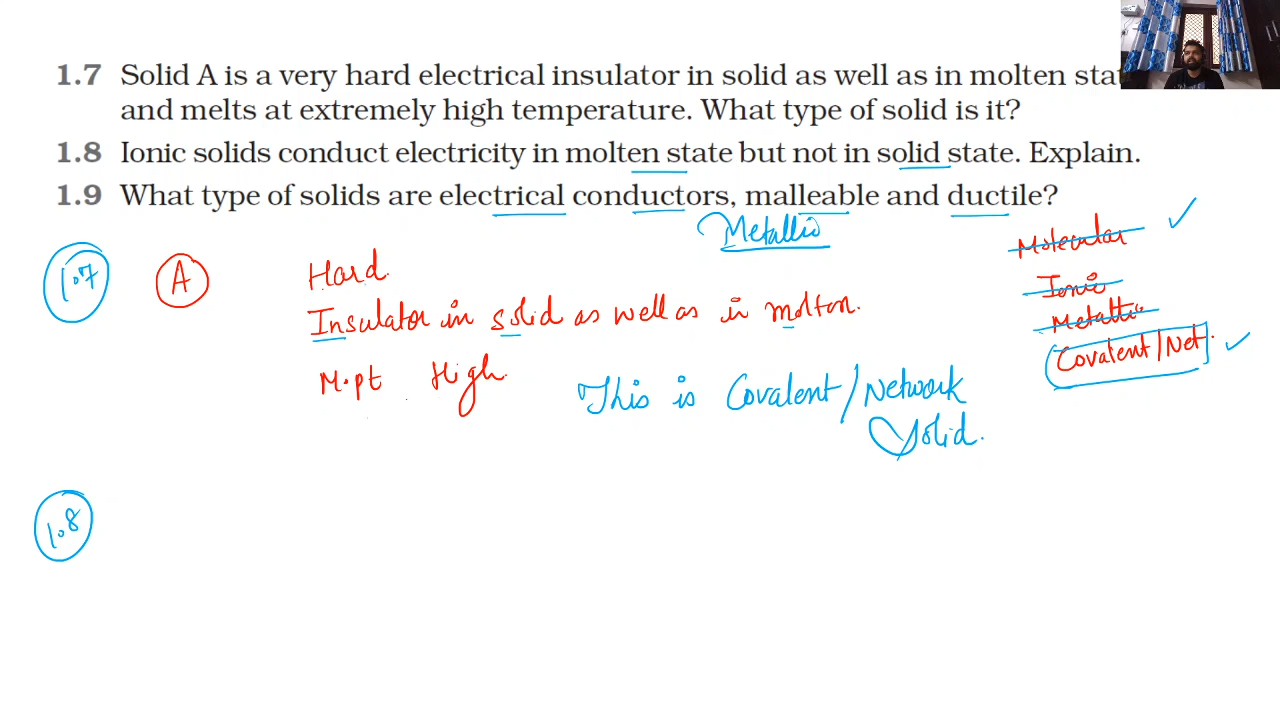 1.7 Solid A is a very hard electrical insulator in solid as well as in molten stat
and melts at extremely high temperature. What type of solid is it?
1.8 Ionic solids conduct electricity in molten state but not in solid state. Explain.
1.9 What type of solids are electrical conductors, malleable and ductile?
Metallic
Molecular
1.7 A Hard.
Ionic
Insulator in solid as well as in molton.
Metallic
Covalent/Net.
M.pt High.
This is Covalent/Network
Solid.
1.8